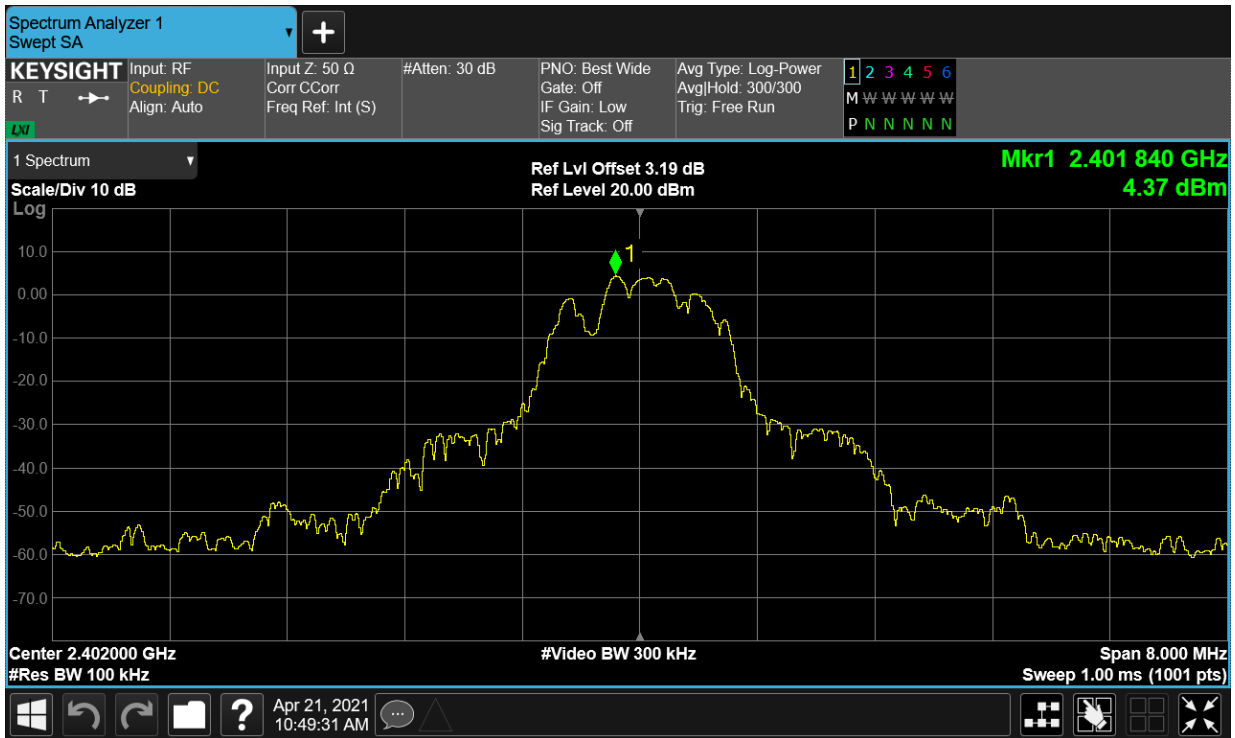 Spectrum Analyzer 1
Swept SA
+
KEYSIGHT
R T
LXI
Input: RF
Coupling: DC
Align: Auto
Input Z: 50 Ω
Corr CCorr
Freq Ref: Int (S)
#Atten: 30 dB
PNO: Best Wide
Gate: Off
IF Gain: Low
Sig Track: Off
Avg Type: Log-Power
Avg|Hold: 300/300
Trig: Free Run
1 2 3 4 5 6
M W W W W W
P N N N N N
1 Spectrum
Scale/Div 10 dB
Log
Ref Lvl Offset 3.19 dB
Ref Level 20.00 dBm
Mkr1 2.401 840 GHz
4.37 dBm
1
10.0
0.00
-10.0
-20.0
-30.0
-40.0
-50.0
-60.0
-70.0
Center 2.402000 GHz
#Res BW 100 kHz
#Video BW 300 kHz
Span 8.000 MHz
Sweep 1.00 ms (1001 pts)
?
Apr 21, 2021
10:49:31 AM